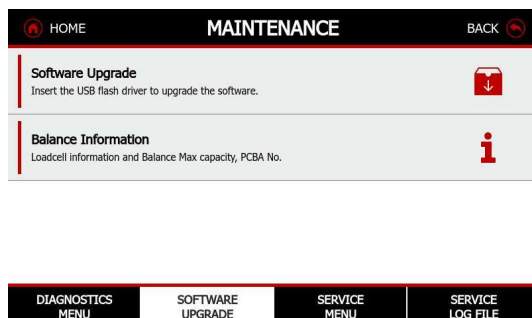 HOME MAINTENANCE BACK
Software Upgrade
Insert the USB flash driver to upgrade the software.
Balance Information
Loadcell information and Balance Max capacity, PCBA No.
DIAGNOSTICS MENU
SOFTWARE UPGRADE
SERVICE MENU
SERVICE LOG FILE